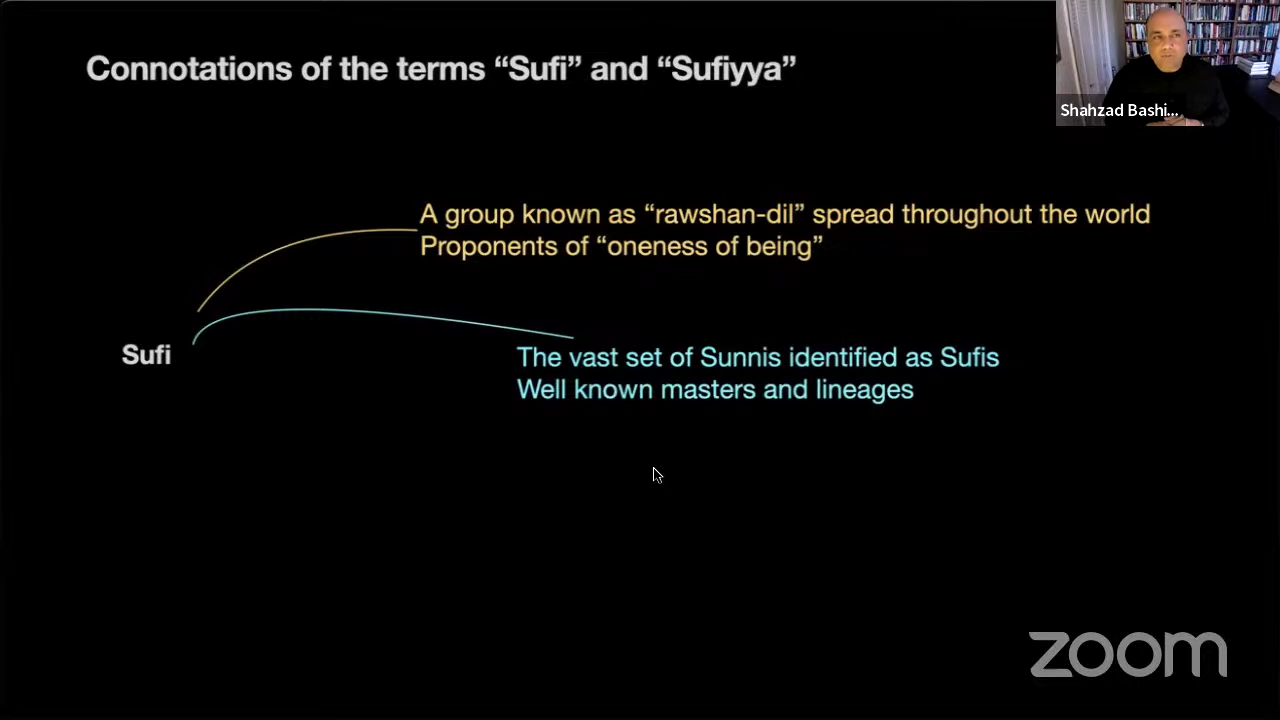 Connotations of the terms “Sufi” and “Sufiyya”
Shahzad Bashi...
A group known as “rawshan-dil” spread throughout the world
Proponents of “oneness of being”
Sufi
The vast set of Sunnis identified as Sufis
Well known masters and lineages
zoom